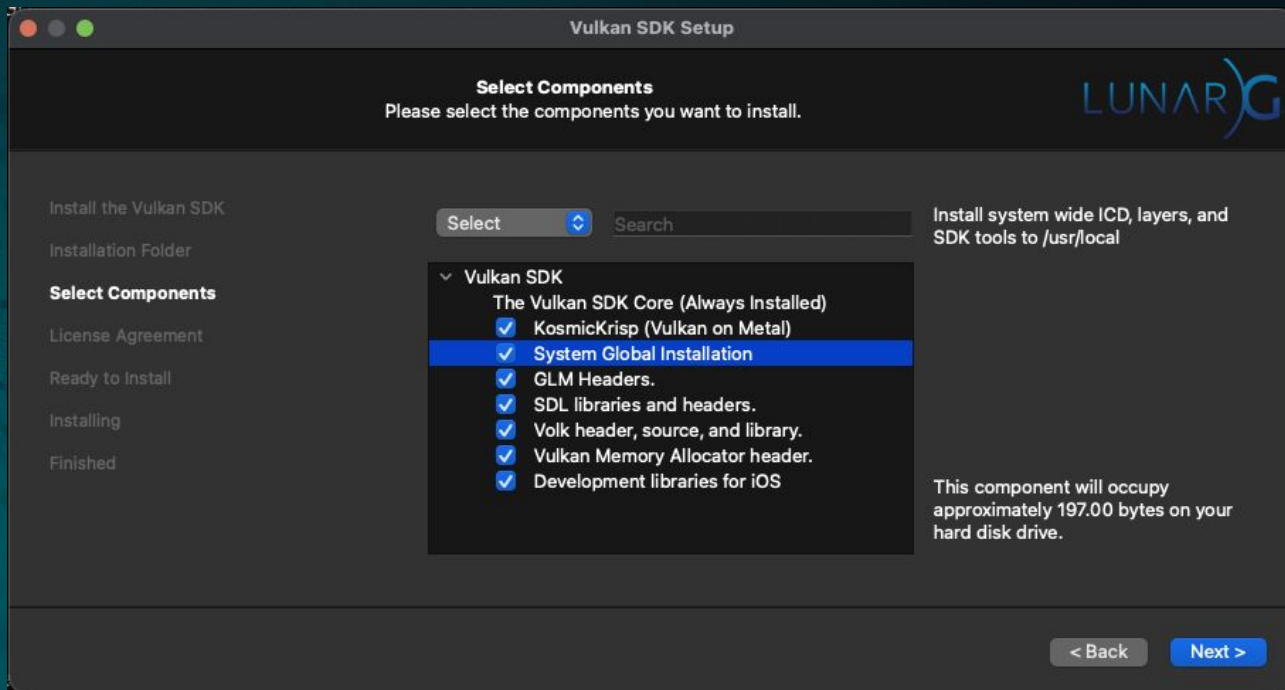 Vulkan SDK Setup
Select Components
Please select the components you want to install.
LUNARG
Install the Vulkan SDK
Installation Folder
Select Components
License Agreement
Ready to Install
Installing
Finished
Select
Search
Vulkan SDK
The Vulkan SDK Core (Always Installed)
KosmicKrisp (Vulkan on Metal)
System Global Installation
GLM Headers.
SDL libraries and headers.
Volk header, source, and library.
Vulkan Memory Allocator header.
Development libraries for iOS
Install system wide ICD, layers, and
SDK tools to /usr/local
This component will occupy
approximately 197.00 bytes on your
hard disk drive.
< Back
Next >